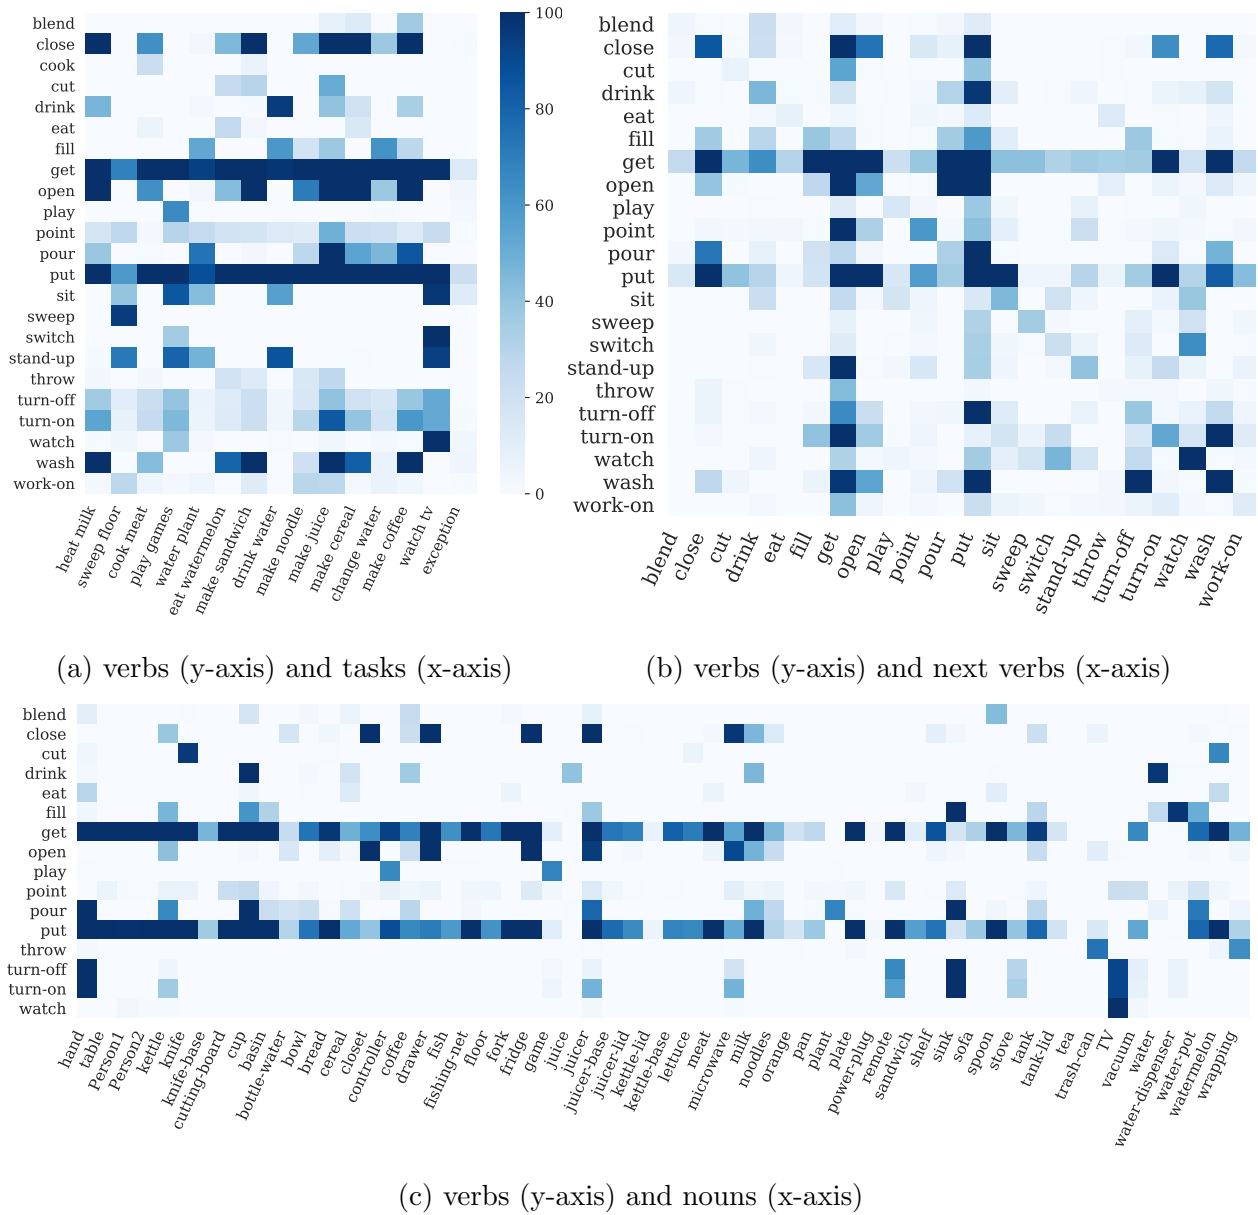 blend
close
cook
cut
drink
eat
fill
get
open
play
point
pour
put
sit
sweep
switch
stand-up
throw
turn-off
turn-on
watch
wash
work-on
heat milk
sweep floor
cook meat
play games
water plant
eat watermelon
make sandwich
drink water
make noodle
make juice
make cereal
change water
make coffee
watch tv
exception
100
80
60
40
20
0
(a) verbs (y-axis) and tasks (x-axis)
blend
close
cut
drink
eat
fill
get
open
play
point
pour
put
sit
sweep
switch
stand-up
throw
turn-off
turn-on
watch
wash
work-on
blend
close
cut
drink
eat
fill
get
open
play
point
pour
put
sit
sweep
switch
stand-up
throw
turn-off
turn-on
watch
wash
work-on
(b) verbs (y-axis) and next verbs (x-axis)
blend
close
cut
drink
eat
fill
get
open
play
point
pour
put
throw
turn-off
turn-on
watch
hand
table
Person1
Person2
kettle
knife
knife-base
cutting-board
cup
basin
bottle-water
bowl
bread
cereal
closet
controller
coffee
drawer
fish
fishing-net
floor
fork
fridge
game
juice
juicer
juicer-base
juicer-lid
kettle-lid
kettle-base
lettuce
meat
microwave
milk
noodles
orange
pan
plant
plate
power-plug
remote
sandwich
shelf
sink
sofa
spoon
stove
tank
tank-lid
tea
trash-can
TV
vacuum
water
water-dispenser
water-pot
watermelon
wrapping
(c) verbs (y-axis) and nouns (x-axis)